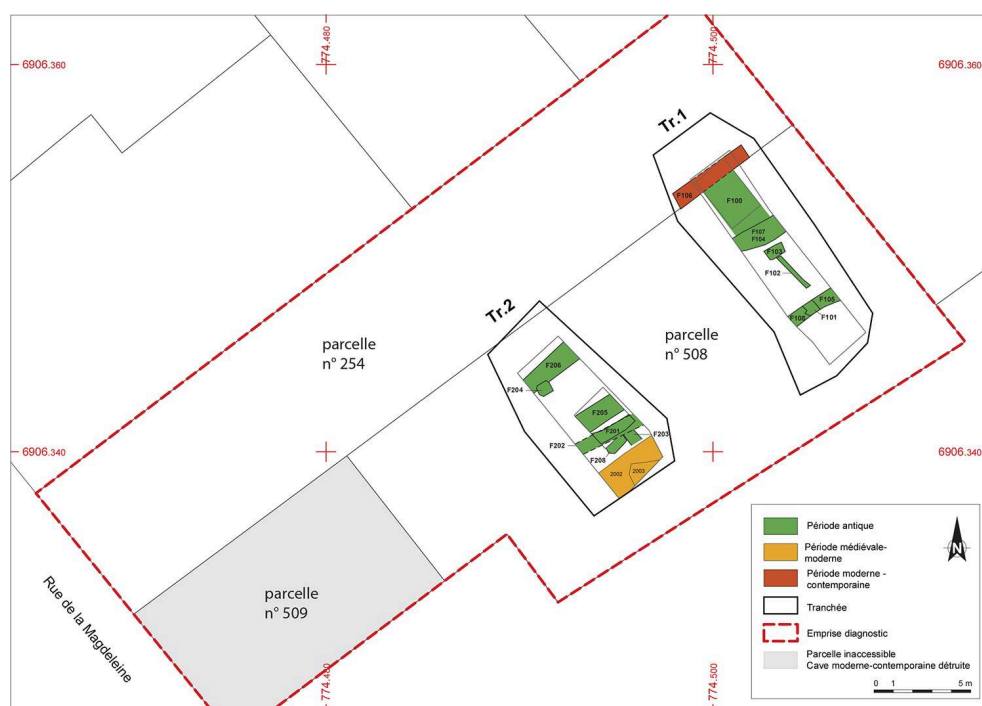 774.480
774.500
6906.360
6906.360
Tr.1
F106
F100
F107
F104
F103
F102
F105
F108
F101
Tr.2
parcelle
n° 254
parcelle
n° 508
F206
F204
F205
F201
F202
F203
F208
2002
2003
6906.340
6906.340
parcelle
n° 509
Rue de la Magdeleine
774.480
774.500
Période antique
Période médiévale-
moderne
Période moderne -
contemporaine
Tranchée
Emprise diagnostic
Parcelle inaccessible
Cave moderne-contemporaine détruite
N
0 1 5 m